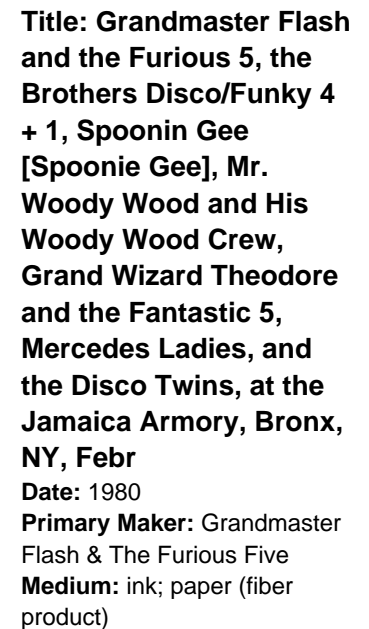 Title: Grandmaster Flash
and the Furious 5, the
Brothers Disco/Funky 4
+ 1, Spoonin Gee
[Spoonie Gee], Mr.
Woody Wood and His
Woody Wood Crew,
Grand Wizard Theodore
and the Fantastic 5,
Mercedes Ladies, and
the Disco Twins, at the
Jamaica Armory, Bronx,
NY, Febr
Date: 1980
Primary Maker: Grandmaster
Flash & The Furious Five
Medium: ink; paper (fiber
product)